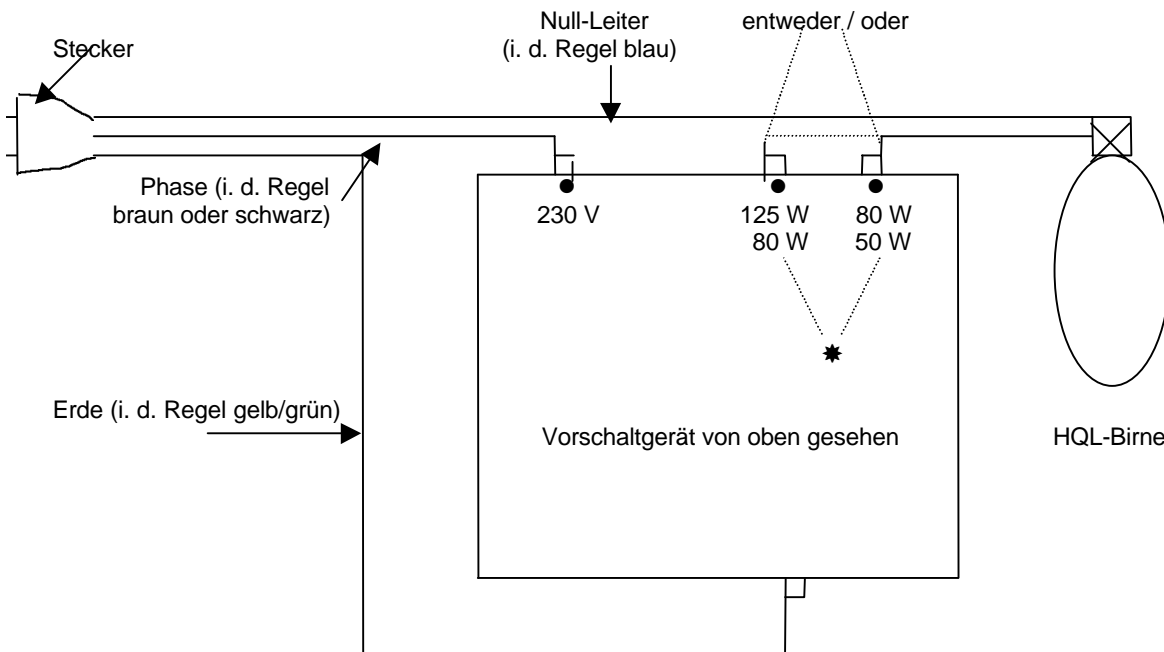 Stecker
Null-Leiter
(i. d. Regel blau)
entweder / oder
Phase (i. d. Regel
braun oder schwarz)
230 V
125 W
80 W
80 W
50 W
Erde (i. d. Regel gelb/grün)
Vorschaltgerät von oben gesehen
HQL-Birne